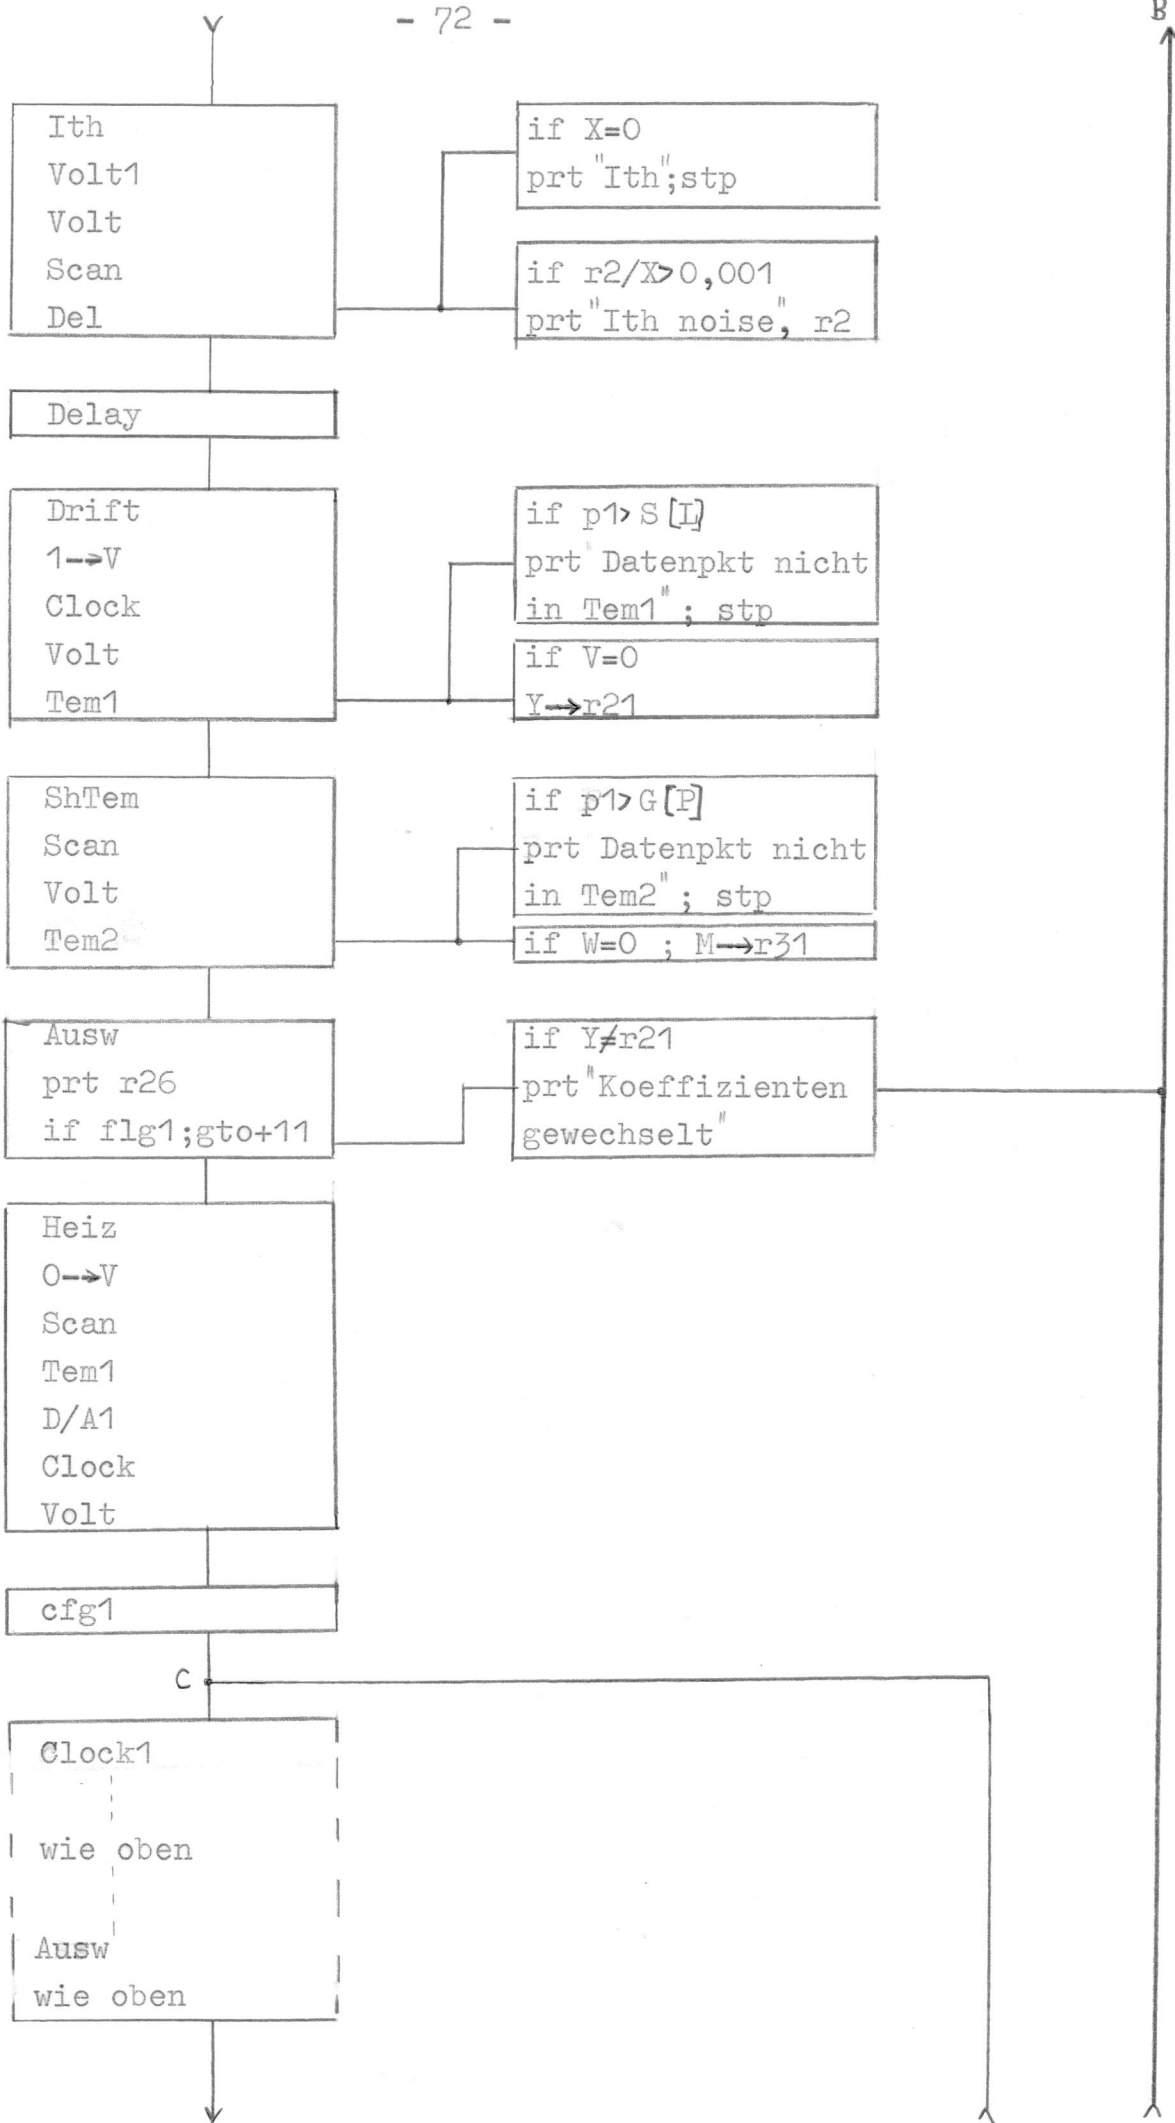 - 72 -
B
Ith
Volt1
Volt
Scan
Del
if X=0
prt "Ith";stp
if r2/X>0,001
prt"Ith noise", r2
Delay
Drift
1→V
Clock
Volt
Tem1
if p1>S[L]
prt"Datenpkt nicht
in Tem1"; stp
if V=0
Y→r21
ShTem
Scan
Volt
Tem2
if p1>G[P]
prt Datenpkt nicht
in Tem2"; stp
if W=0 ; M→r31
Ausw
prt r26
if flg1;gto+11
if Y≠r21
prt"Koeffizienten
gewechselt"
Heiz
0→V
Scan
Tem1
D/A1
Clock
Volt
cfg1
C
Clock1
wie oben
Ausw
wie oben